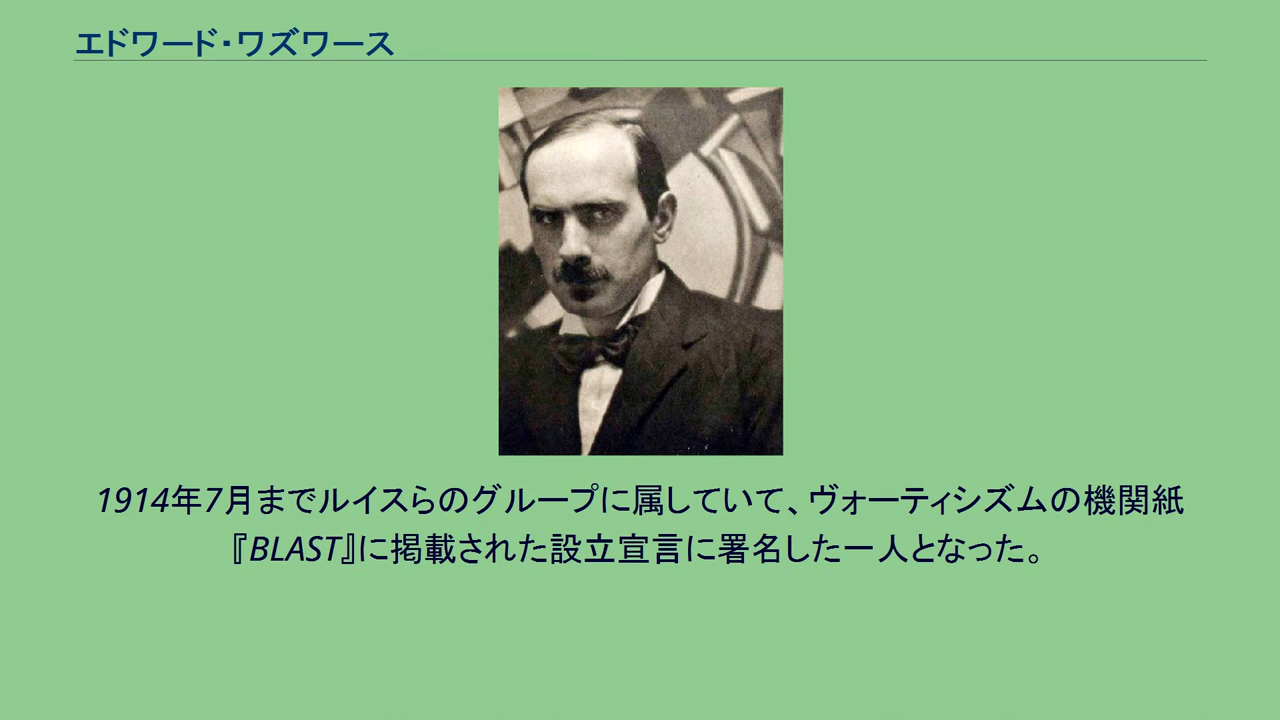 エドワード・ワズワース
1914年7月までルイスらのグループに属していて、ヴォーティシズムの機関紙
『BLAST』に掲載された設立宣言に署名した一人となった。